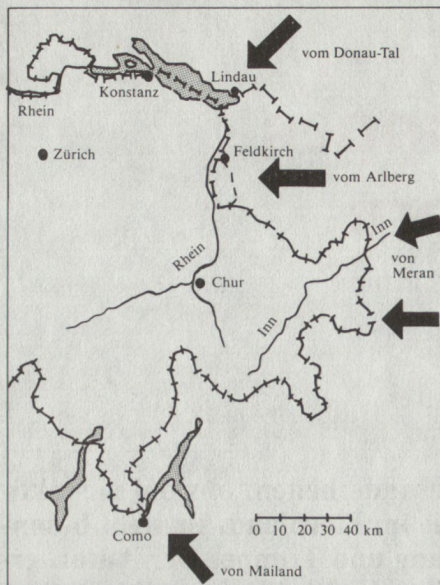 vom Donau-Tal
Lindau
Konstanz
Rhein
Zürich
Feldkirch
vom Arlberg
Inn
von
Meran
Rhein
Chur
Inn
0 10 20 30 40 km
Como
von Mailand